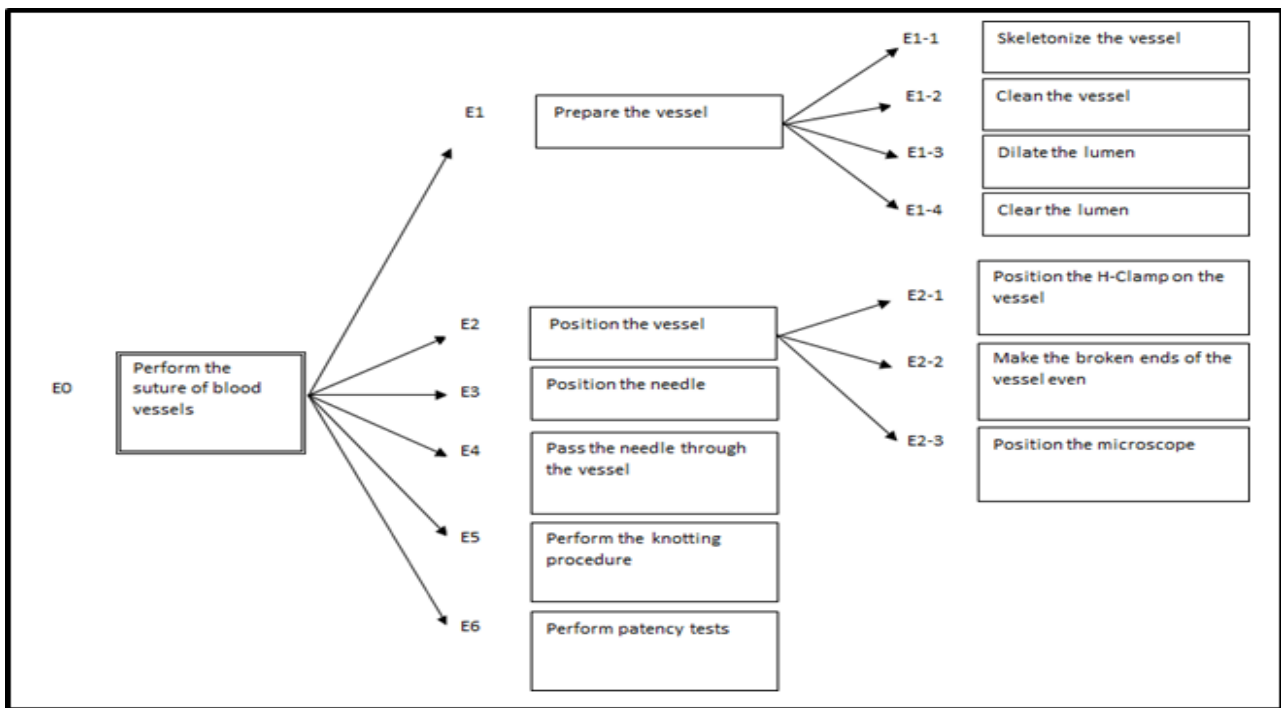 E0
Perform the
suture of blood
vessels
E1
Prepare the vessel
E1-1
Skeletonize the vessel
E1-2
Clean the vessel
E1-3
Dilate the lumen
E1-4
Clear the lumen
E2
Position the vessel
E2-1
Position the H-Clamp on the
vessel
E2-2
Make the broken ends of the
vessel even
E2-3
Position the microscope
E3
Position the needle
E4
Pass the needle through
the vessel
E5
Perform the knotting
procedure
E6
Perform patency tests